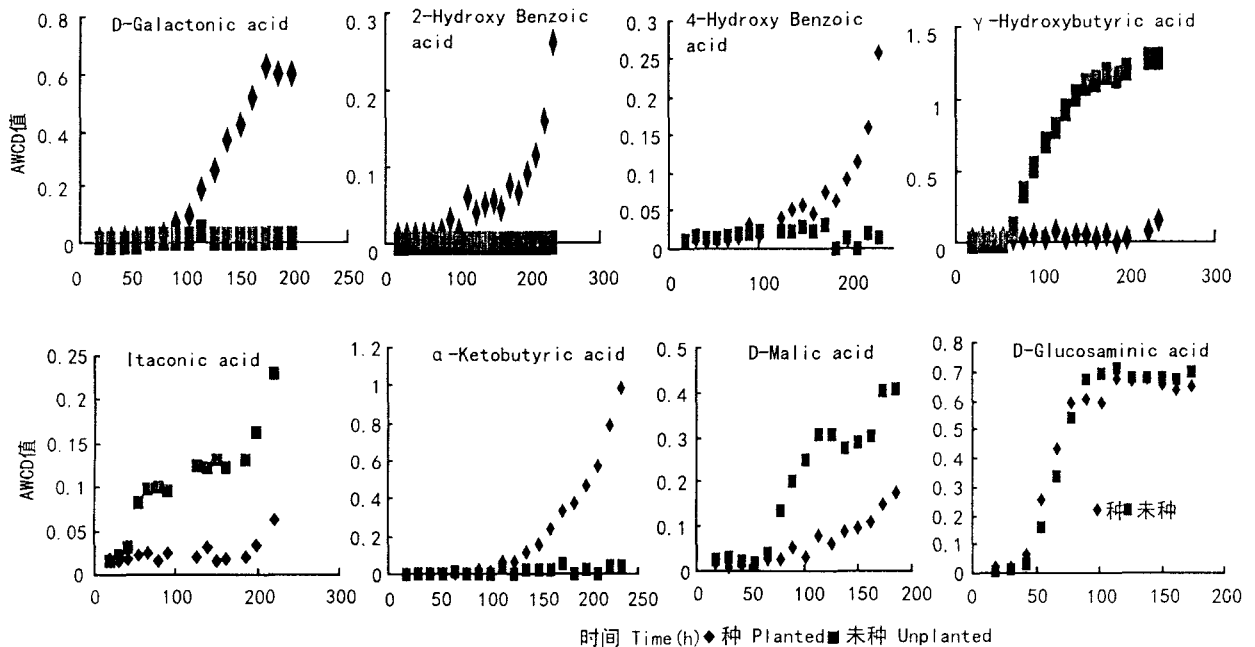 D-Galactonic acid
0.8
0.6
0.4
0.2
0
AWCD值
0 50 100 150 200 250
2-Hydroxy Benzoic
acid
0.3
0.2
0.1
0
0 100 200 300
4-Hydroxy Benzoic
acid
0.3
0.25
0.2
0.15
0.1
0.05
0
0 100 200
γ-Hydroxybutyric acid
1.5
1
.5
0
0 100 200 300
Itaconic acid
0.25
0.2
0.15
0.1
0.05
0
AWCD值
0 100 200 300
α-Ketobutyric acid
1.2
1
0.8
0.6
0.4
0.2
0
0 100 200
D-Malic acid
0.5
0.4
0.3
0.2
0.1
0
0 50 100 150 200
D-Glucosaminic acid
0.8
0.7
0.6
0.5
0.4
0.3
0.2
0.1
0
种 未种
0 50 100 150 200
时间 Time(h) 种 Planted 未种 Unplanted